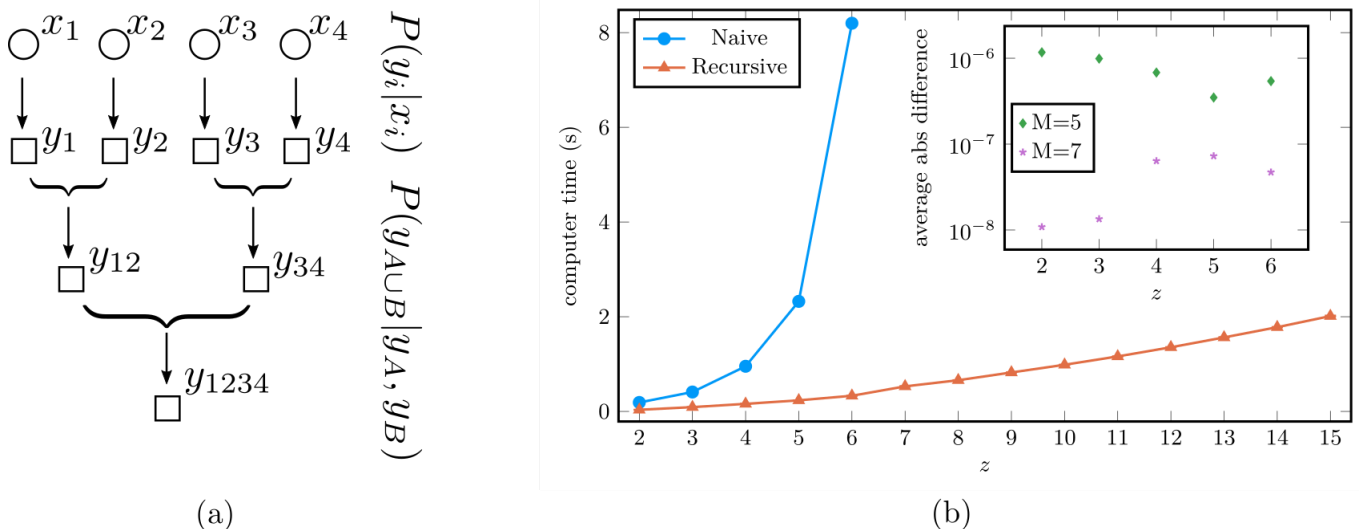 x1 x2 x3 x4
y1 y2 y3 y4
y12 y34
y1234
P(yi|xi)
P(yA∪B|yA, yB)
(a)
Naive
Recursive
computer time (s)
8
6
4
2
0
2 3 4 5 6 7 8 9 10 11 12 13 14 15
z
average abs difference
10−6
10−7
10−8
M=5
M=7
2 3 4 5 6
z
(b)